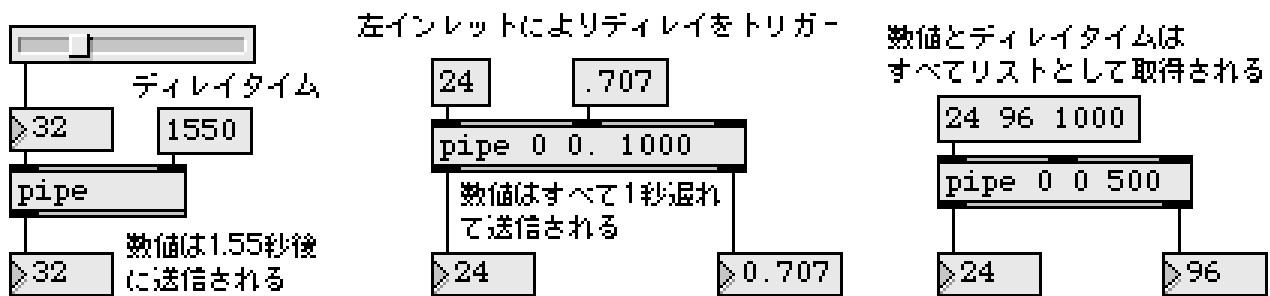 ディレイタイム
32
1550
pipe
数値は1.55秒後
に送信される
32
左インレットによりディレイをトリガー
24
.707
pipe 0 0. 1000
数値はすべて1秒遅れ
て送信される
24
0.707
数値とディレイタイムは
すべてリストとして取得される
24 96 1000
pipe 0 0 500
24
96